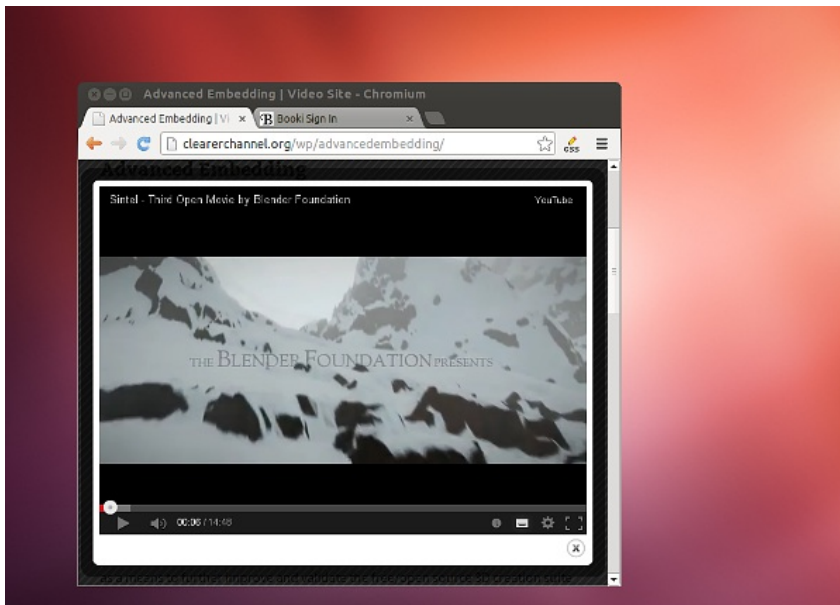 Advanced Embedding | Video Site - Chromium
Advanced Embedding | Vi
Booki Sign In
clearerchannel.org/wp/advancedembedding/
CSS
Advanced Embedding
Sintel - Third Open Movie by Blender Foundation
YouTube
THE BLENDER FOUNDATION PRESENTS
00:06 / 14:48